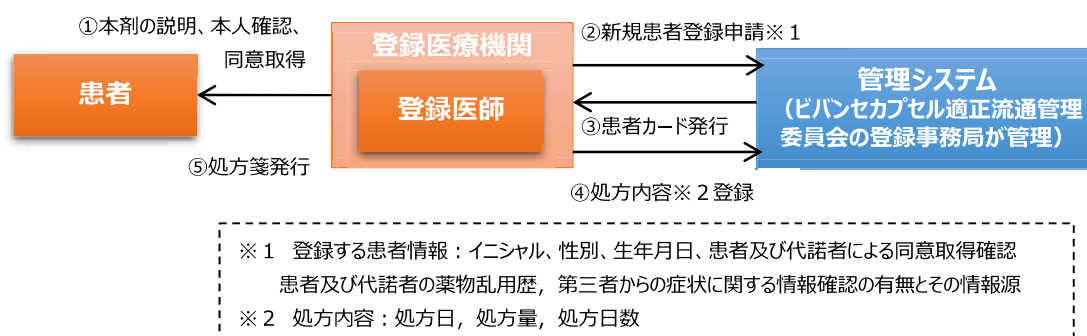 ①本剤の説明、本人確認、
同意取得
患者
登録医療機関
登録医師
②新規患者登録申請※１
③患者カード発行
管理システム
（ビバンセカプセル適正流通管理
委員会の登録事務局が管理）
⑤処方箋発行
④処方内容※２登録
※１ 登録する患者情報：イニシャル、性別、生年月日、患者及び代諾者による同意取得確認
患者及び代諾者の薬物乱用歴，第三者からの症状に関する情報確認の有無とその情報源
※２ 処方内容：処方日，処方量，処方日数